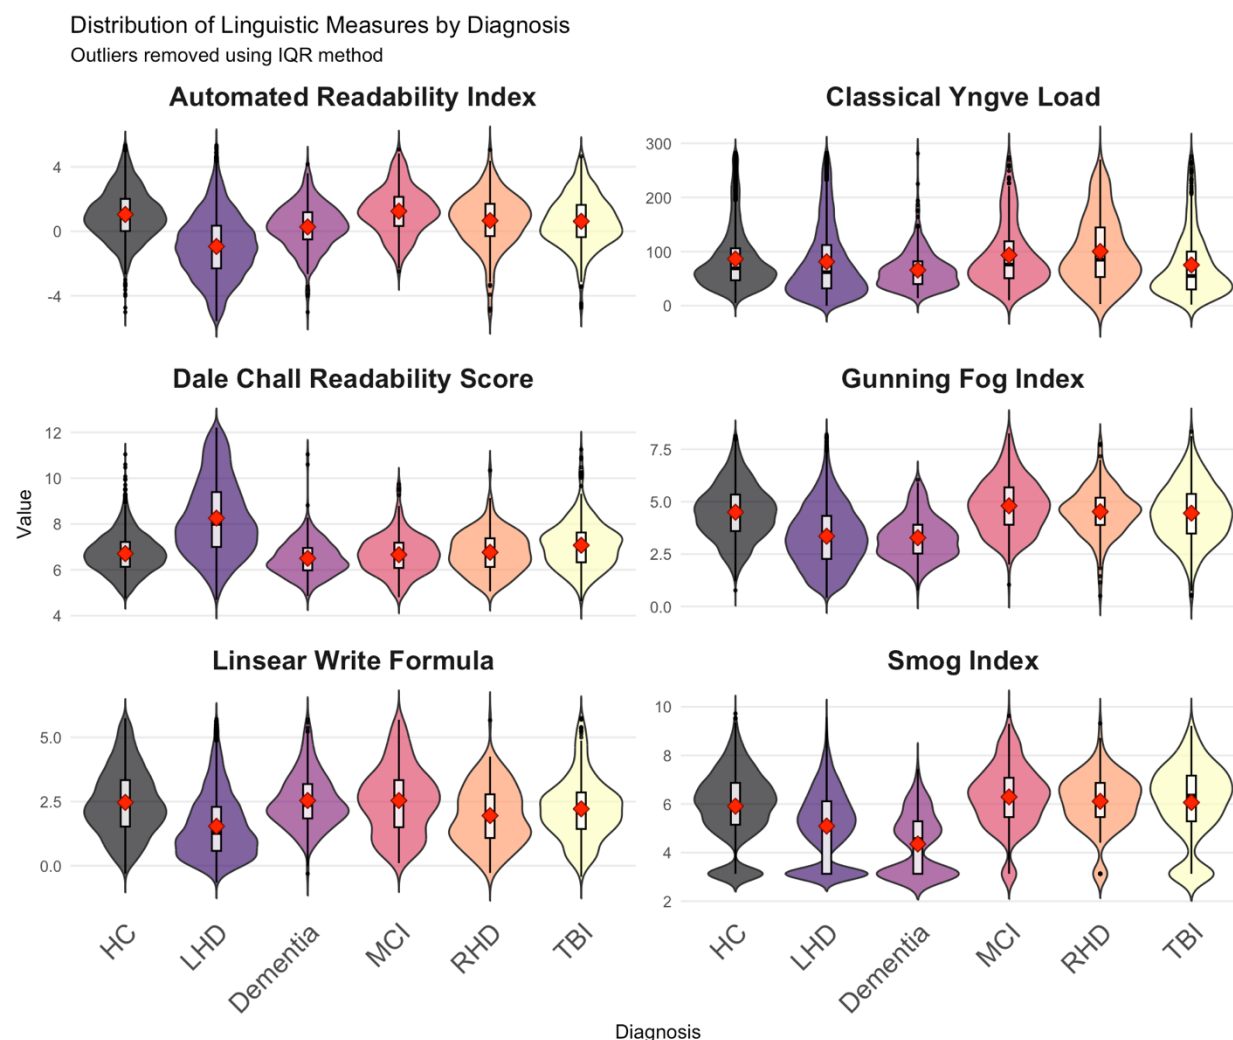 Distribution of Linguistic Measures by Diagnosis
Outliers removed using IQR method
Automated Readability Index
4
0
-4
Classical Yngve Load
300
200
100
0
Dale Chall Readability Score
12
10
8
6
4
Gunning Fog Index
7.5
5.0
2.5
0.0
Value
Linsear Write Formula
5.0
2.5
0.0
Smog Index
10
8
6
4
2
HC
LHD
Dementia
MCI
RHD
TBI
HC
LHD
Dementia
MCI
RHD
TBI
Diagnosis